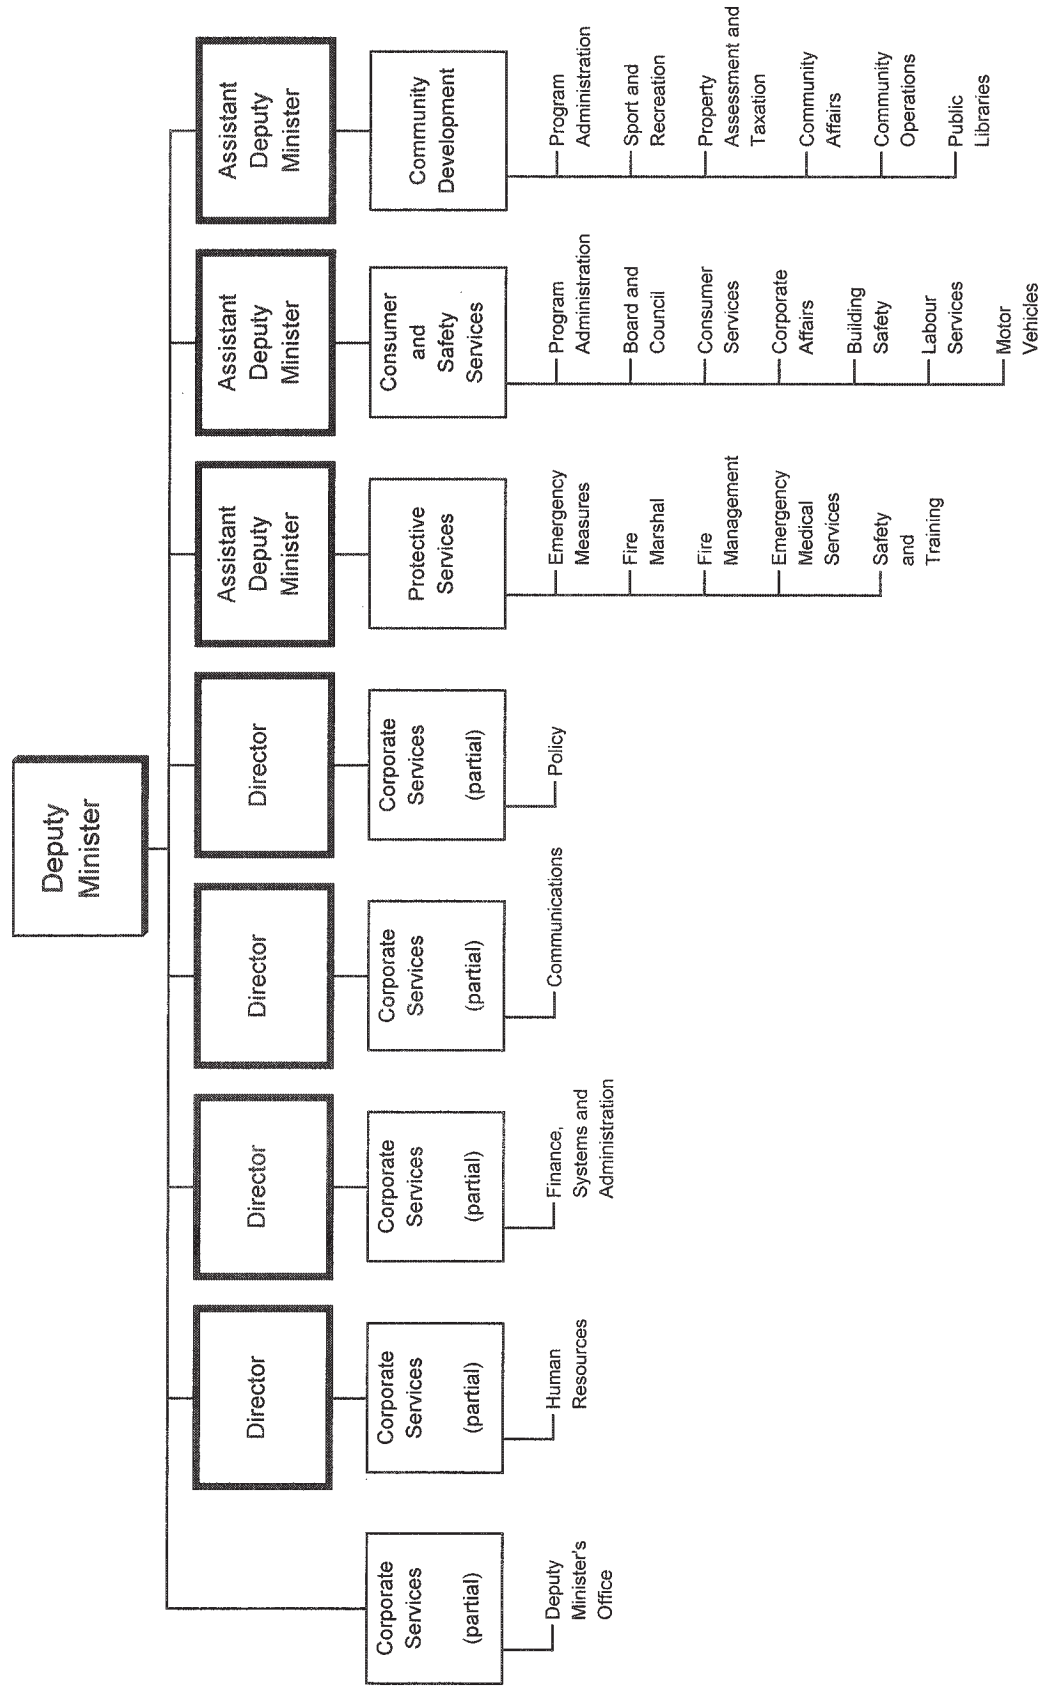 Deputy
Minister
Corporate
Services
(partial)
Deputy
Minister's
Office
Director
Corporate
Services
(partial)
Human
Resources
Director
Corporate
Services
(partial)
Finance,
Systems and
Administration
Director
Corporate
Services
(partial)
Communications
Director
Corporate
Services
(partial)
Policy
Assistant
Deputy
Minister
Protective
Services
Emergency
Measures
Fire
Marshal
Fire
Management
Emergency
Medical
Services
Safety
and
Training
Assistant
Deputy
Minister
Consumer
and
Safety
Services
Program
Administration
Board and
Council
Consumer
Services
Corporate
Affairs
Building
Safety
Labour
Services
Motor
Vehicles
Assistant
Deputy
Minister
Community
Development
Program
Administration
Sport and
Recreation
Property
Assessment and
Taxation
Community
Affairs
Community
Operations
Public
Libraries